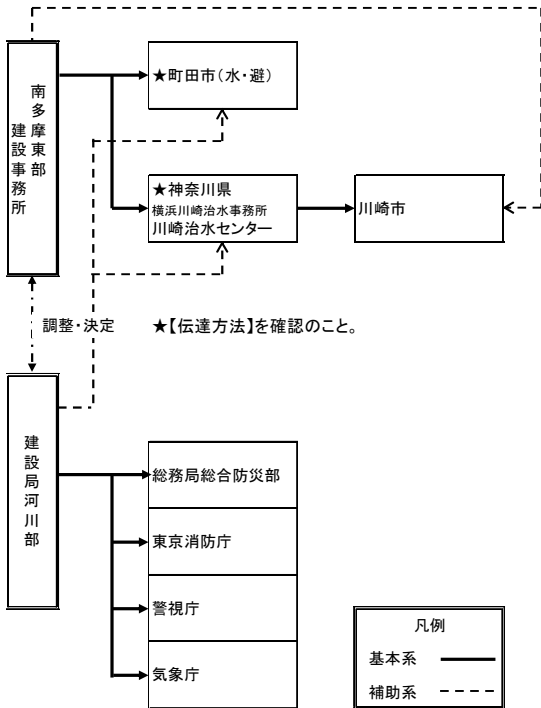 南多摩東部
建設事務所
★町田市（水・避）
★神奈川県
横浜川崎治水事務所
川崎治水センター
川崎市
調整・決定
★【伝達方法】を確認のこと。
建設局河川部
総務局総合防災部
東京消防庁
警視庁
気象庁
凡例
基本系
補助系